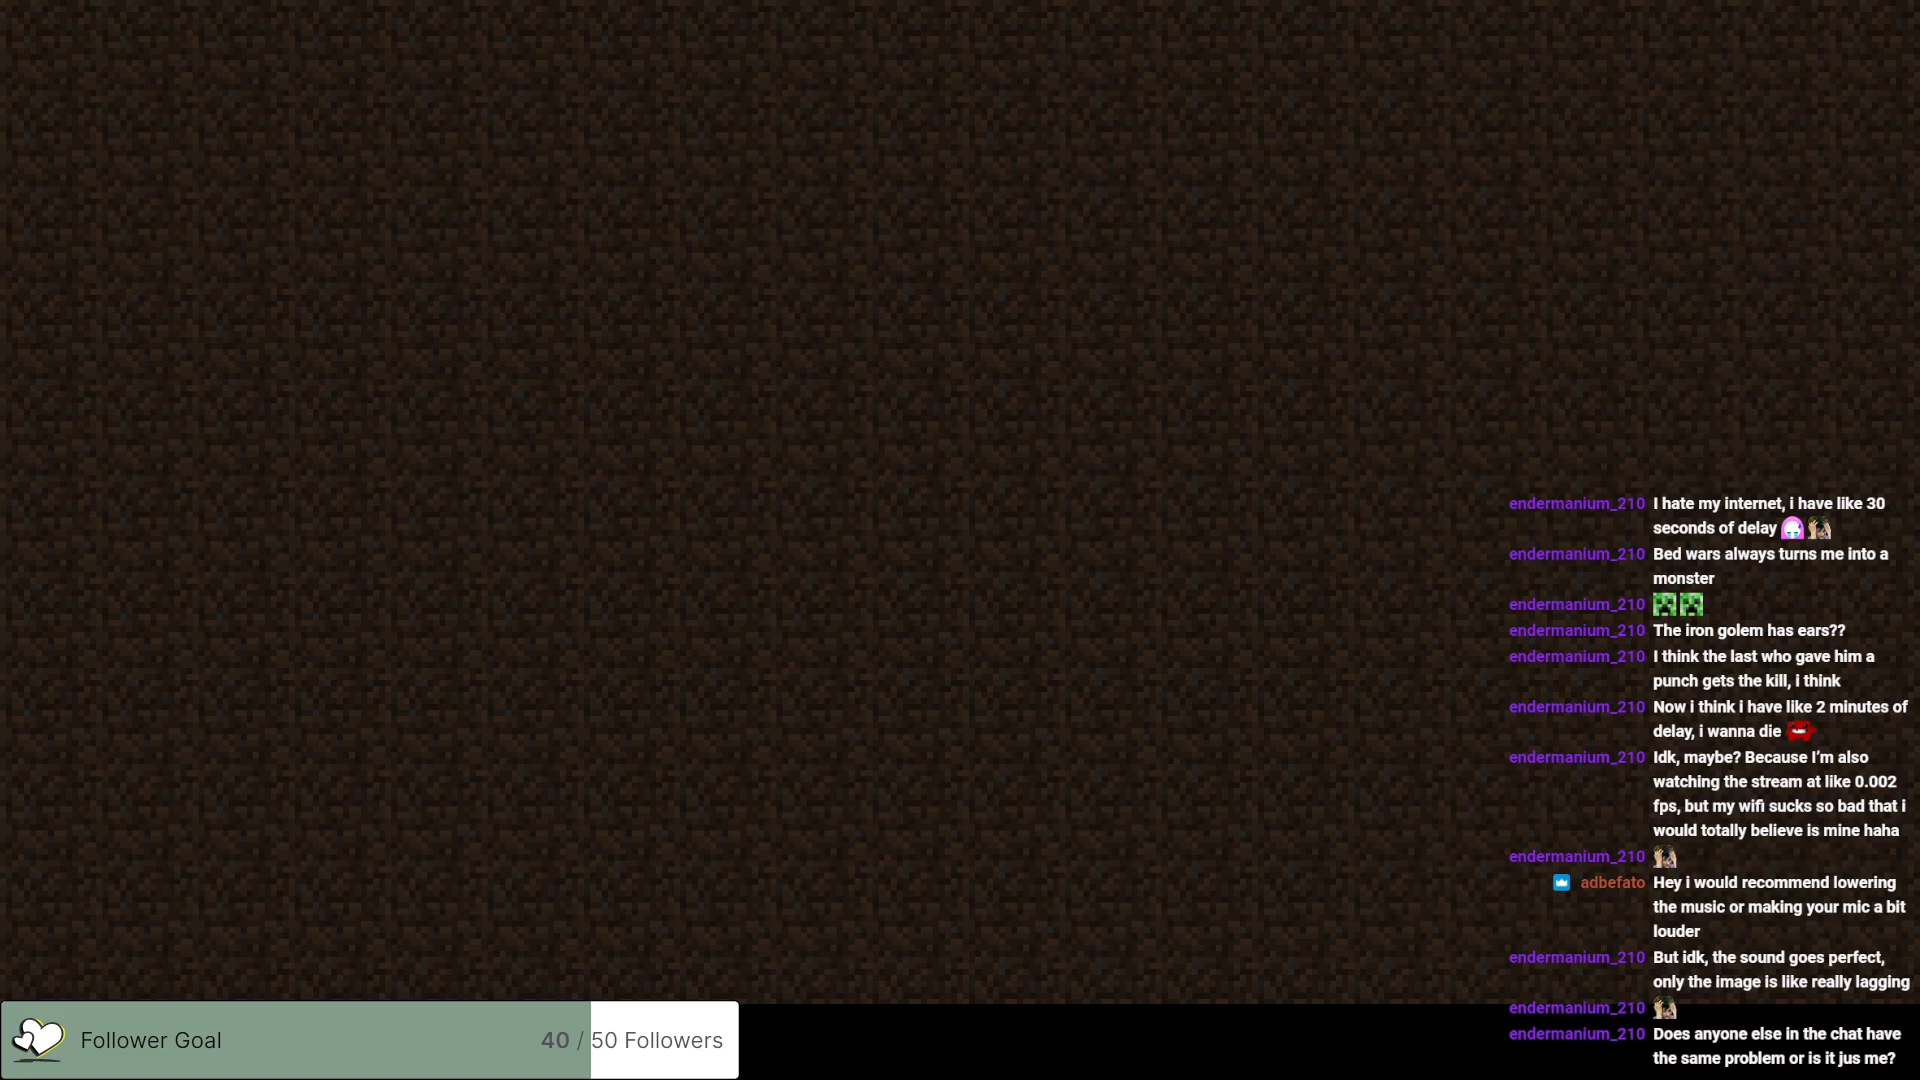 endermanium_210 I hate my internet, i have like 30
seconds of delay
endermanium_210 Bed wars always turns me into a
monster
endermanium_210
endermanium_210 The iron golem has ears??
endermanium_210 I think the last who gave him a
punch gets the kill, i think
endermanium_210 Now i think i have like 2 minutes of
delay, i wanna die
endermanium_210 Idk, maybe? Because I’m also
watching the stream at like 0.002
fps, but my wifi sucks so bad that i
would totally believe is mine haha
endermanium_210
adbefato Hey i would recommend lowering
the music or making your mic a bit
louder
endermanium_210 But idk, the sound goes perfect,
only the image is like really lagging
endermanium_210
endermanium_210 Does anyone else in the chat have
the same problem or is it jus me?
Follower Goal 40 / 50 Followers